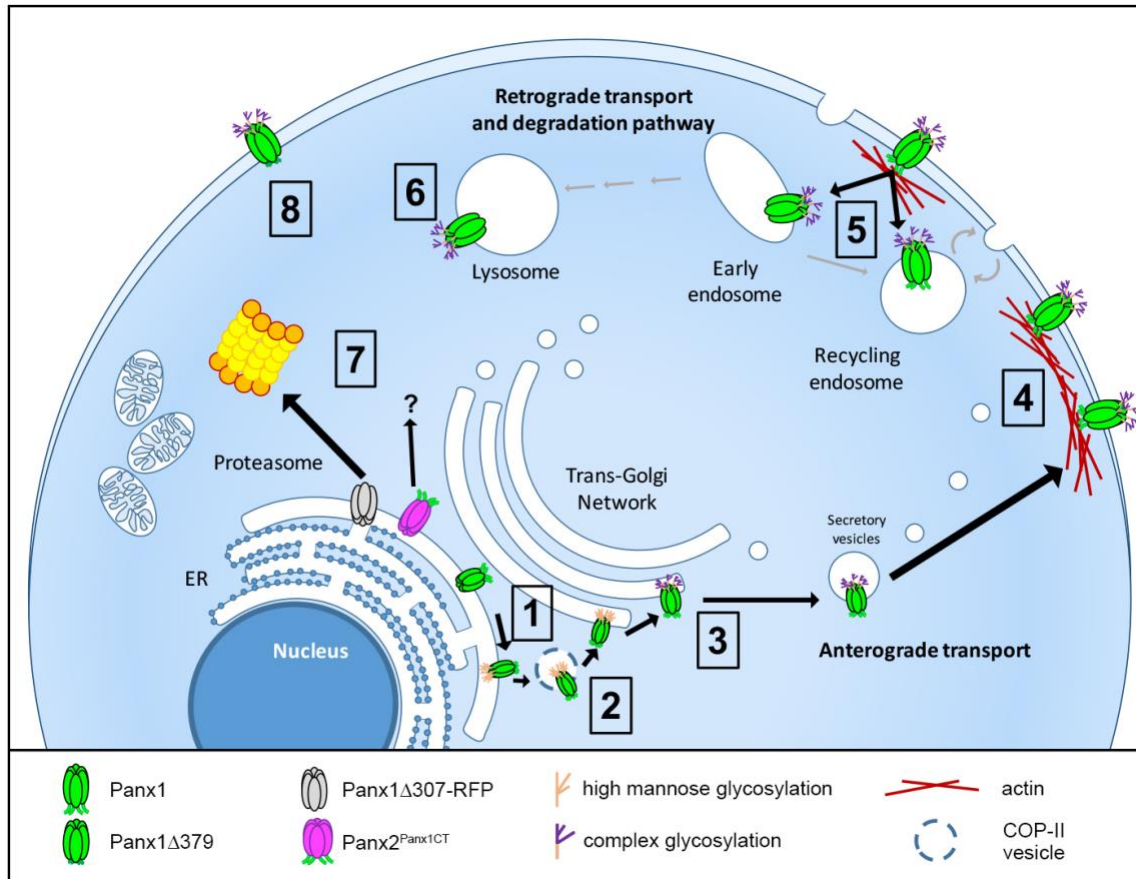 Retrograde transport
and degradation pathway
8
6
5
Lysosome
Early
endosome
Recycling
endosome
4
7
?
Proteasome
Trans-Golgi
Network
Secretory
vesicles
ER
1
3
Nucleus
Anterograde transport
2
Panx1
Panx1Δ307-RFP
high mannose glycosylation
actin
Panx1Δ379
Panx2Panx1CT
complex glycosylation
COP-II
vesicle